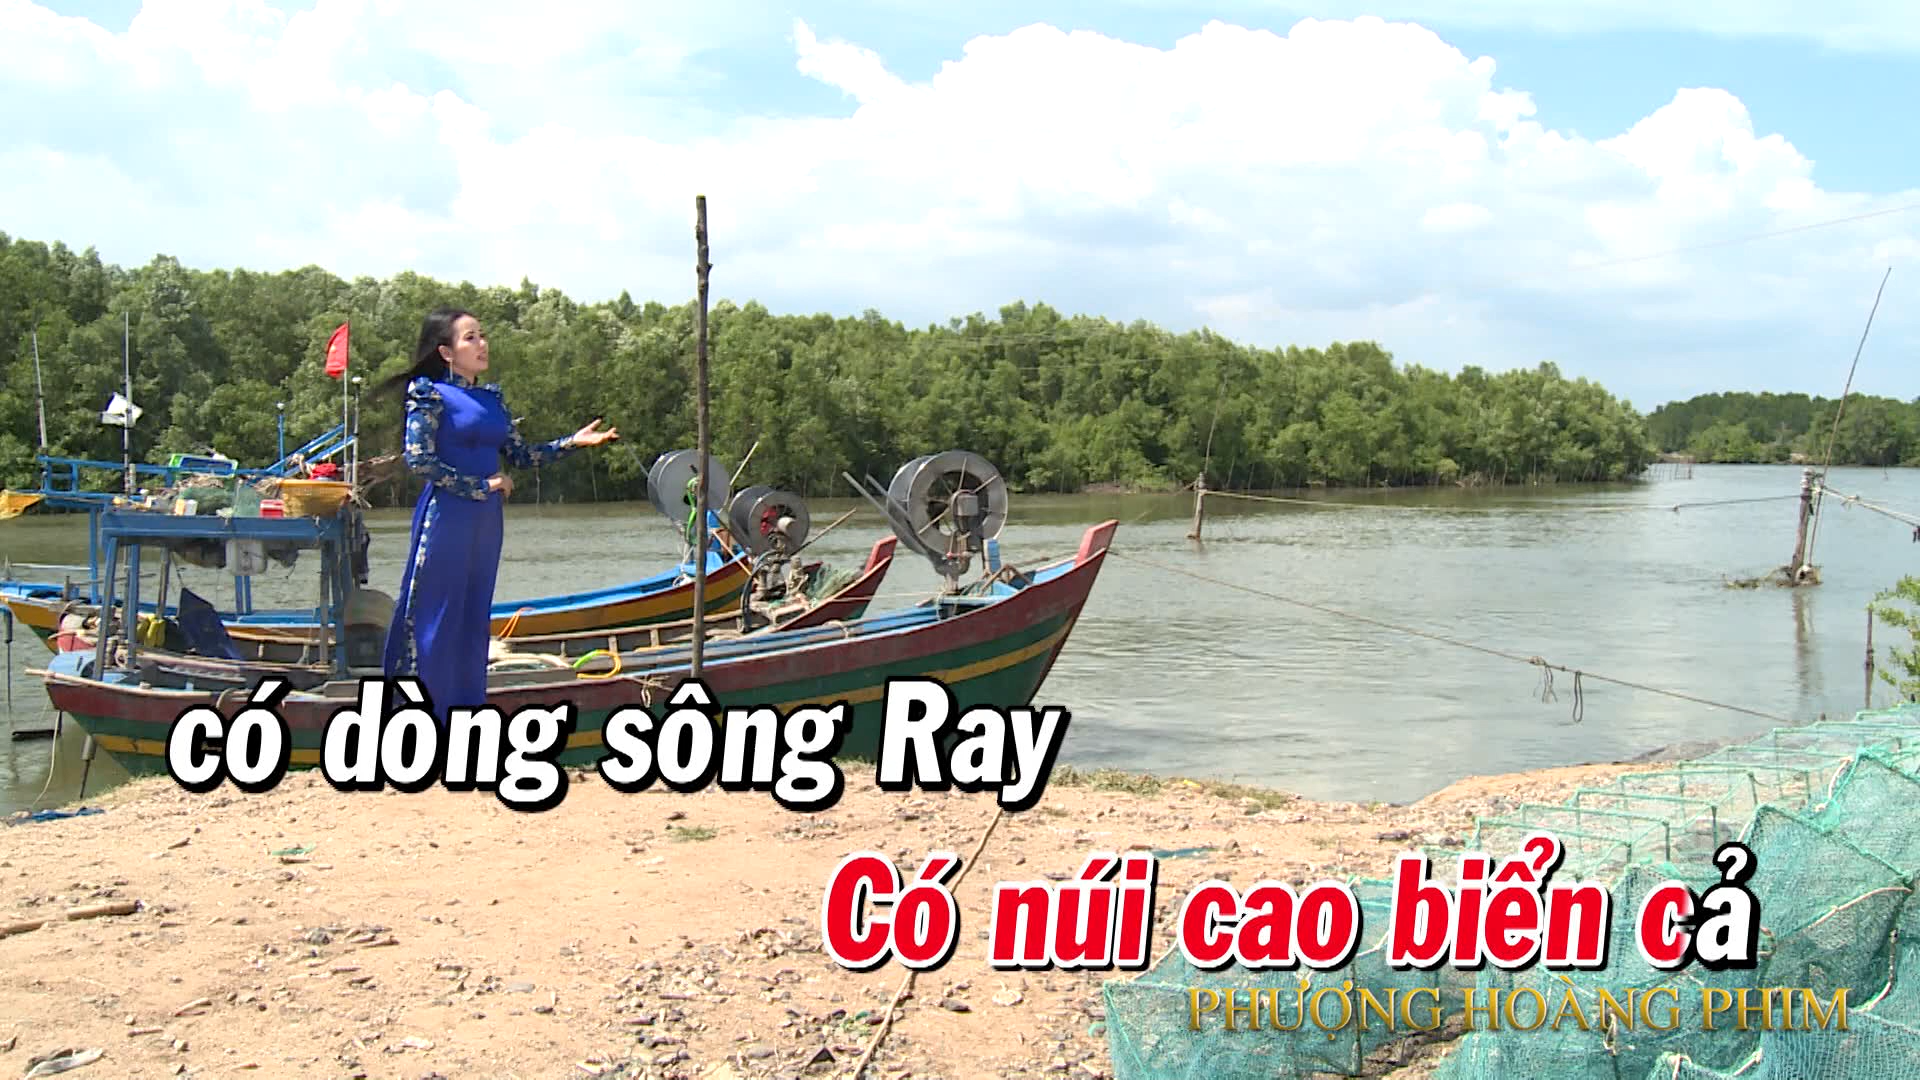 có dòng sông Ray
Có núi cao biển cả
PHƯỢNG HOÀNG PHIM